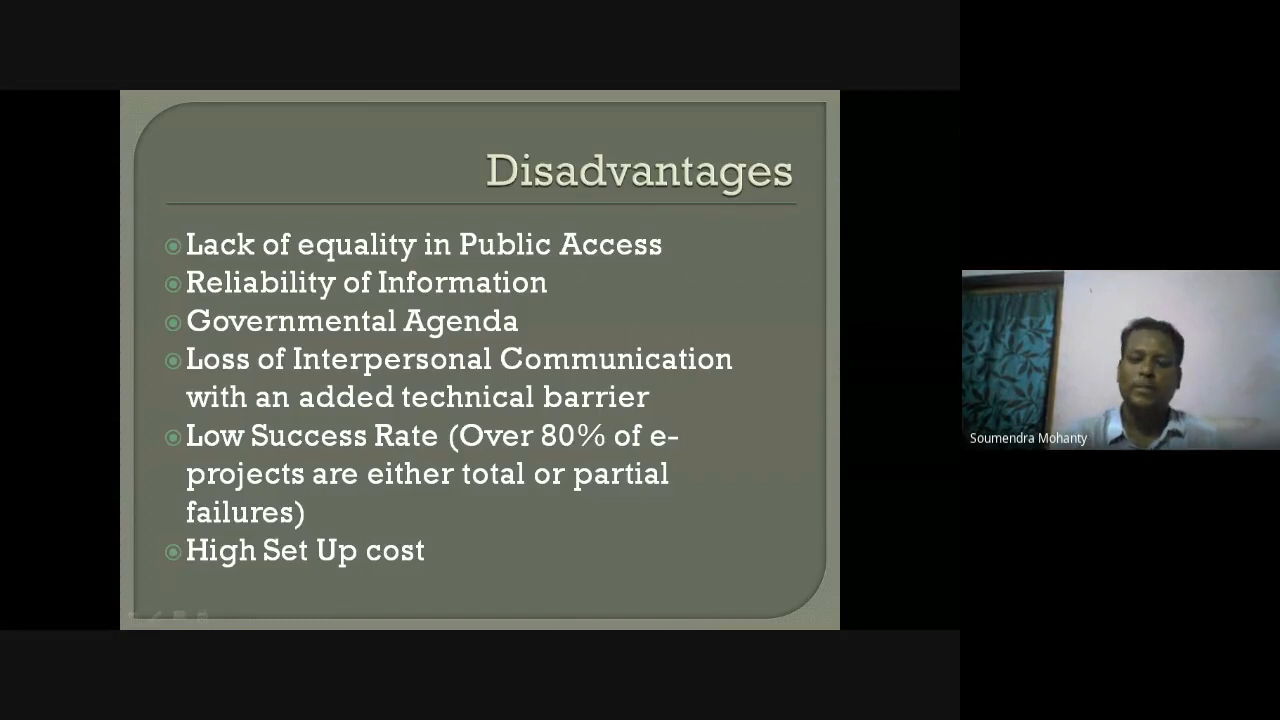 Disadvantages
Lack of equality in Public Access
Reliability of Information
Governmental Agenda
Loss of Interpersonal Communication
with an added technical barrier
Low Success Rate (Over 80% of e-
projects are either total or partial
failures)
High Set Up cost
Soumendra Mohanty